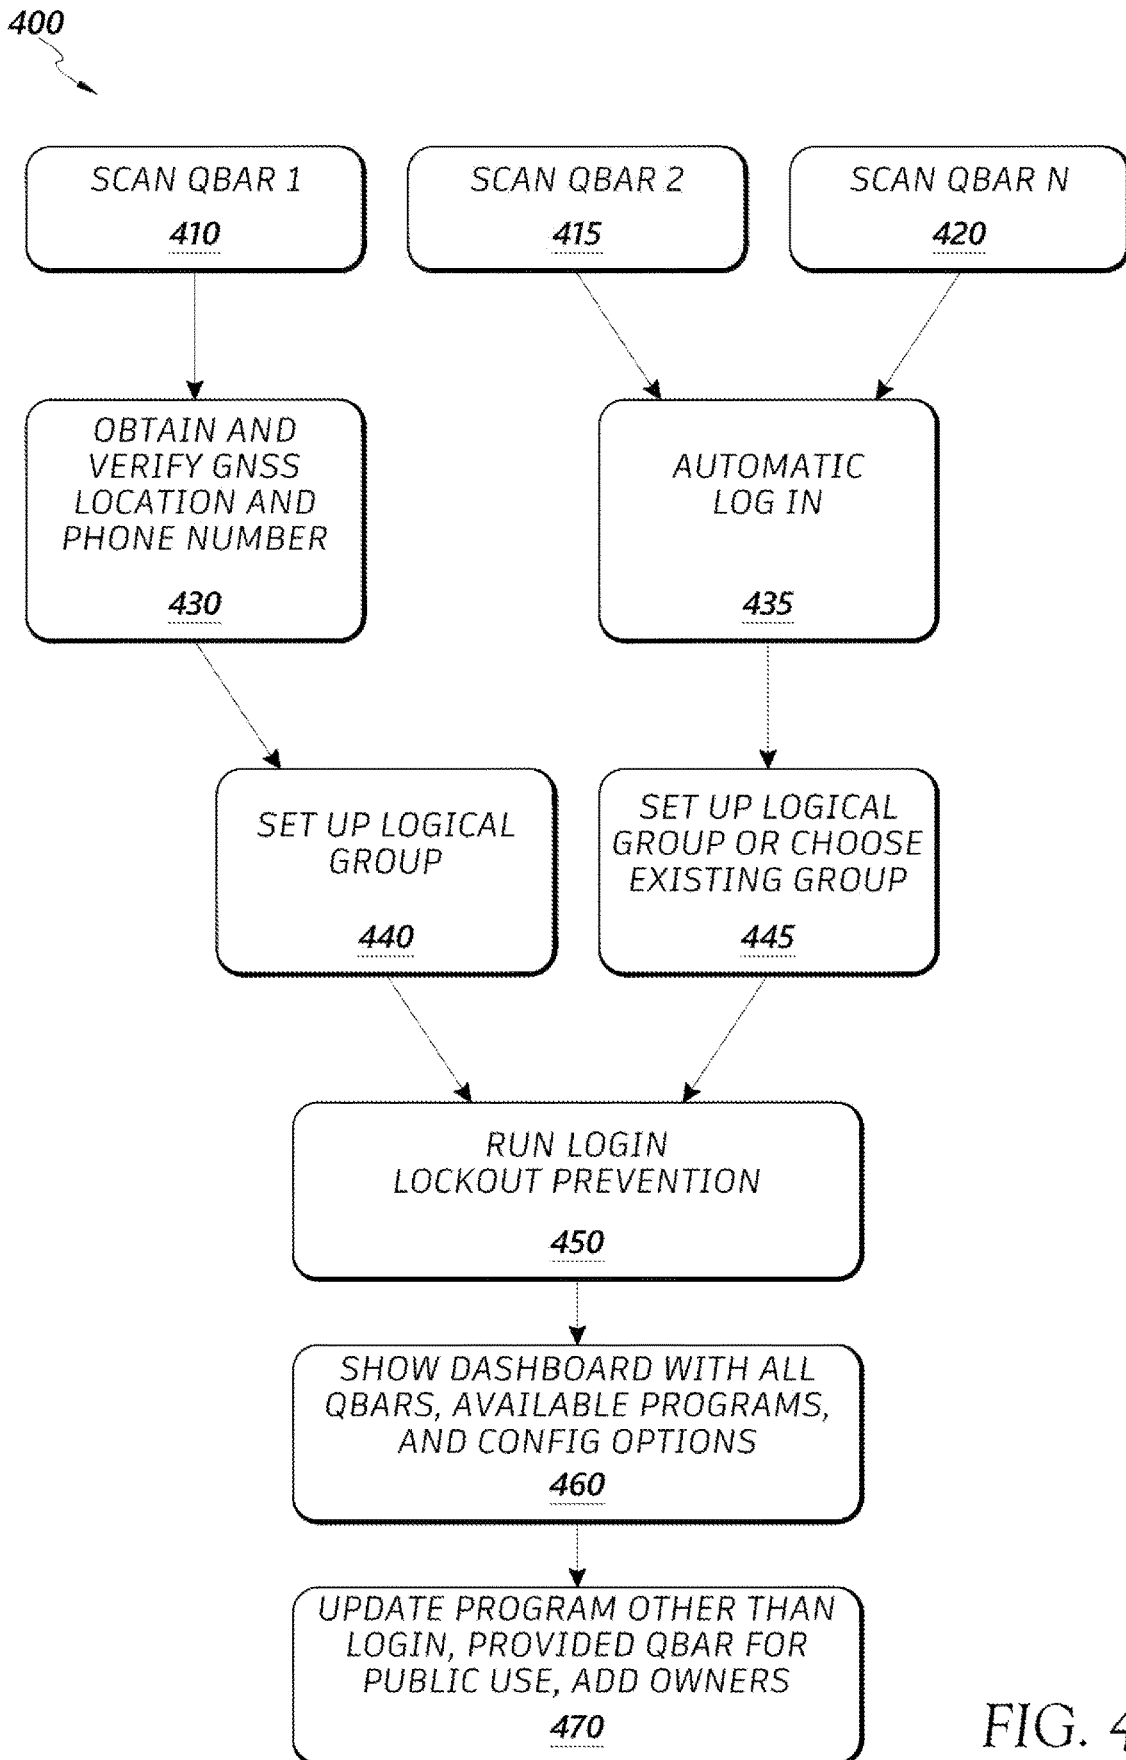 400
SCAN QBAR 1
410
SCAN QBAR 2
415
SCAN QBAR N
420
OBTAIN AND
VERIFY GNSS
LOCATION AND
PHONE NUMBER
430
AUTOMATIC
LOG IN
435
SET UP LOGICAL
GROUP
440
SET UP LOGICAL
GROUP OR CHOOSE
EXISTING GROUP
445
RUN LOGIN
LOCKOUT PREVENTION
450
SHOW DASHBOARD WITH ALL
QBARS, AVAILABLE PROGRAMS,
AND CONFIG OPTIONS
460
UPDATE PROGRAM OTHER THAN
LOGIN, PROVIDED QBAR FOR
PUBLIC USE, ADD OWNERS
470
FIG. 4